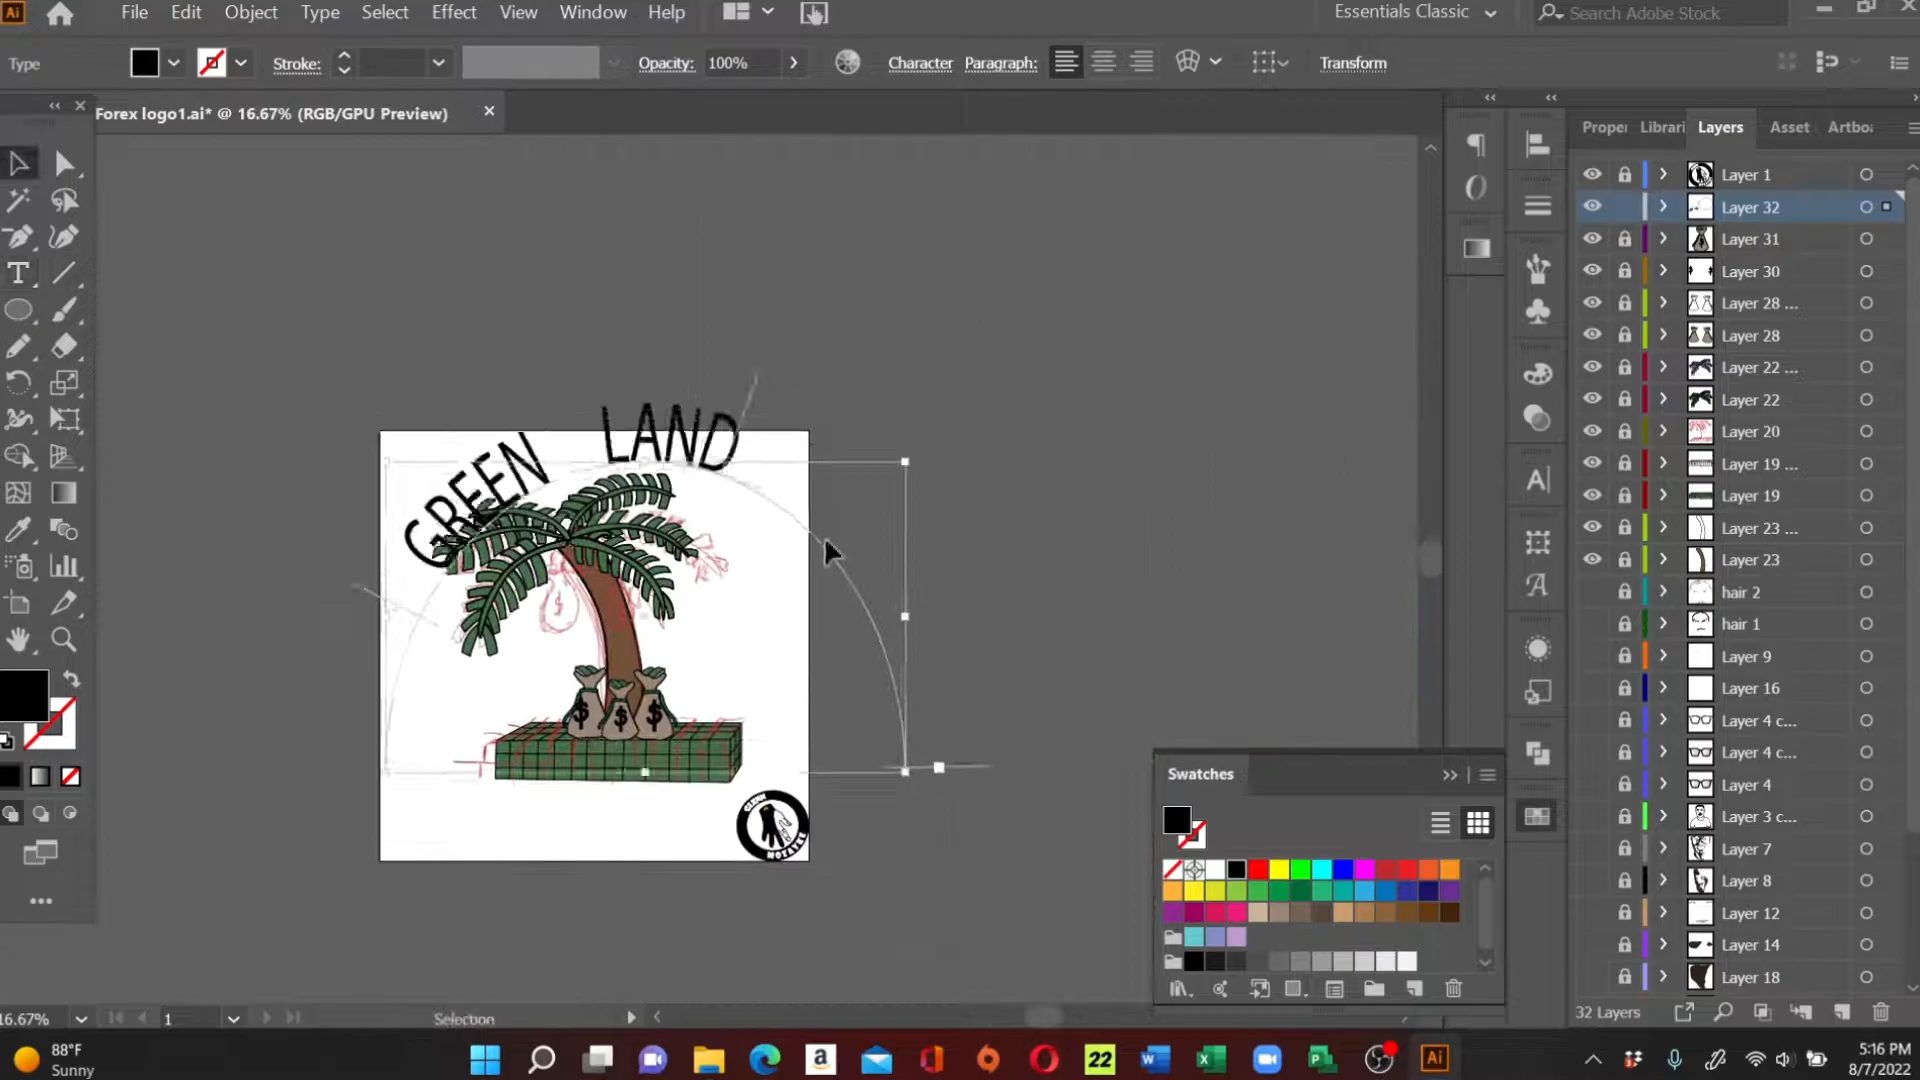 Ai File Edit Object Type Select Effect View Window Help Essentials Classic Search Adobe Stock
Type Stroke: Opacity: 100% Character Paragraph: Transform
Forex logo1.ai* @ 16.67% (RGB/GPU Preview)
Proper Librari Layers Asset Artboa
Layer 1
Layer 32
Layer 31
Layer 30
Layer 28 ...
Layer 28
Layer 22 ...
Layer 22
Layer 20
Layer 19 ...
Layer 19
Layer 23 ...
Layer 23
hair 2
hair 1
Layer 9
Layer 16
Layer 4 c...
Layer 4 c...
Layer 4
Layer 3 c...
Layer 7
Layer 8
Layer 12
Layer 14
Layer 18
32 Layers
GREEN LAND
$ $ $
$
Swatches
16.67% 1 Selection
88°F
Sunny
a 22 W X P Ai
5:16 PM
8/7/2022